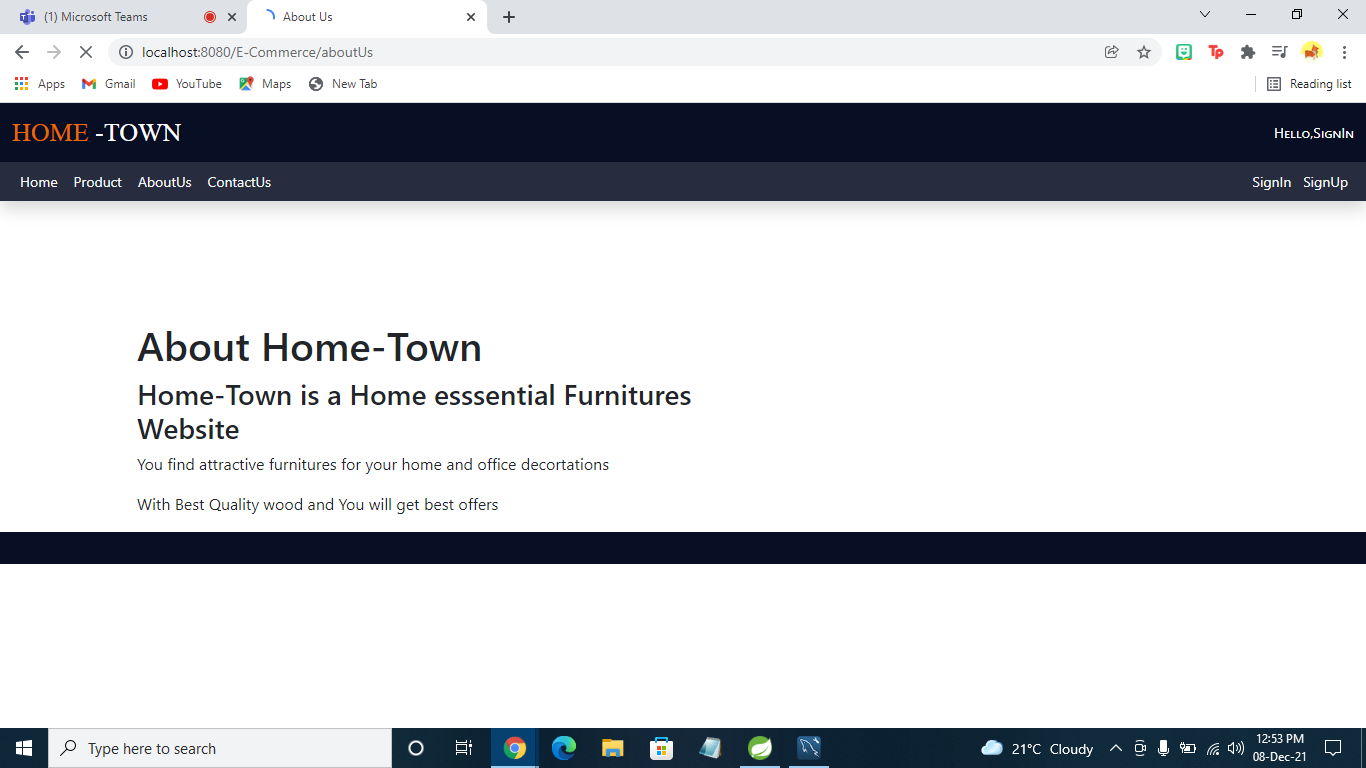 (1) Microsoft Teams
About Us
localhost:8080/E-Commerce/aboutUs
Apps Gmail YouTube Maps New Tab Reading list
HOME -TOWN
Hello,SignIn
Home Product AboutUs ContactUs SignIn SignUp
About Home-Town
Home-Town is a Home esssential Furnitures
Website
You find attractive furnitures for your home and office decortations
With Best Quality wood and You will get best offers
Type here to search
21°C Cloudy
12:53 PM
08-Dec-21